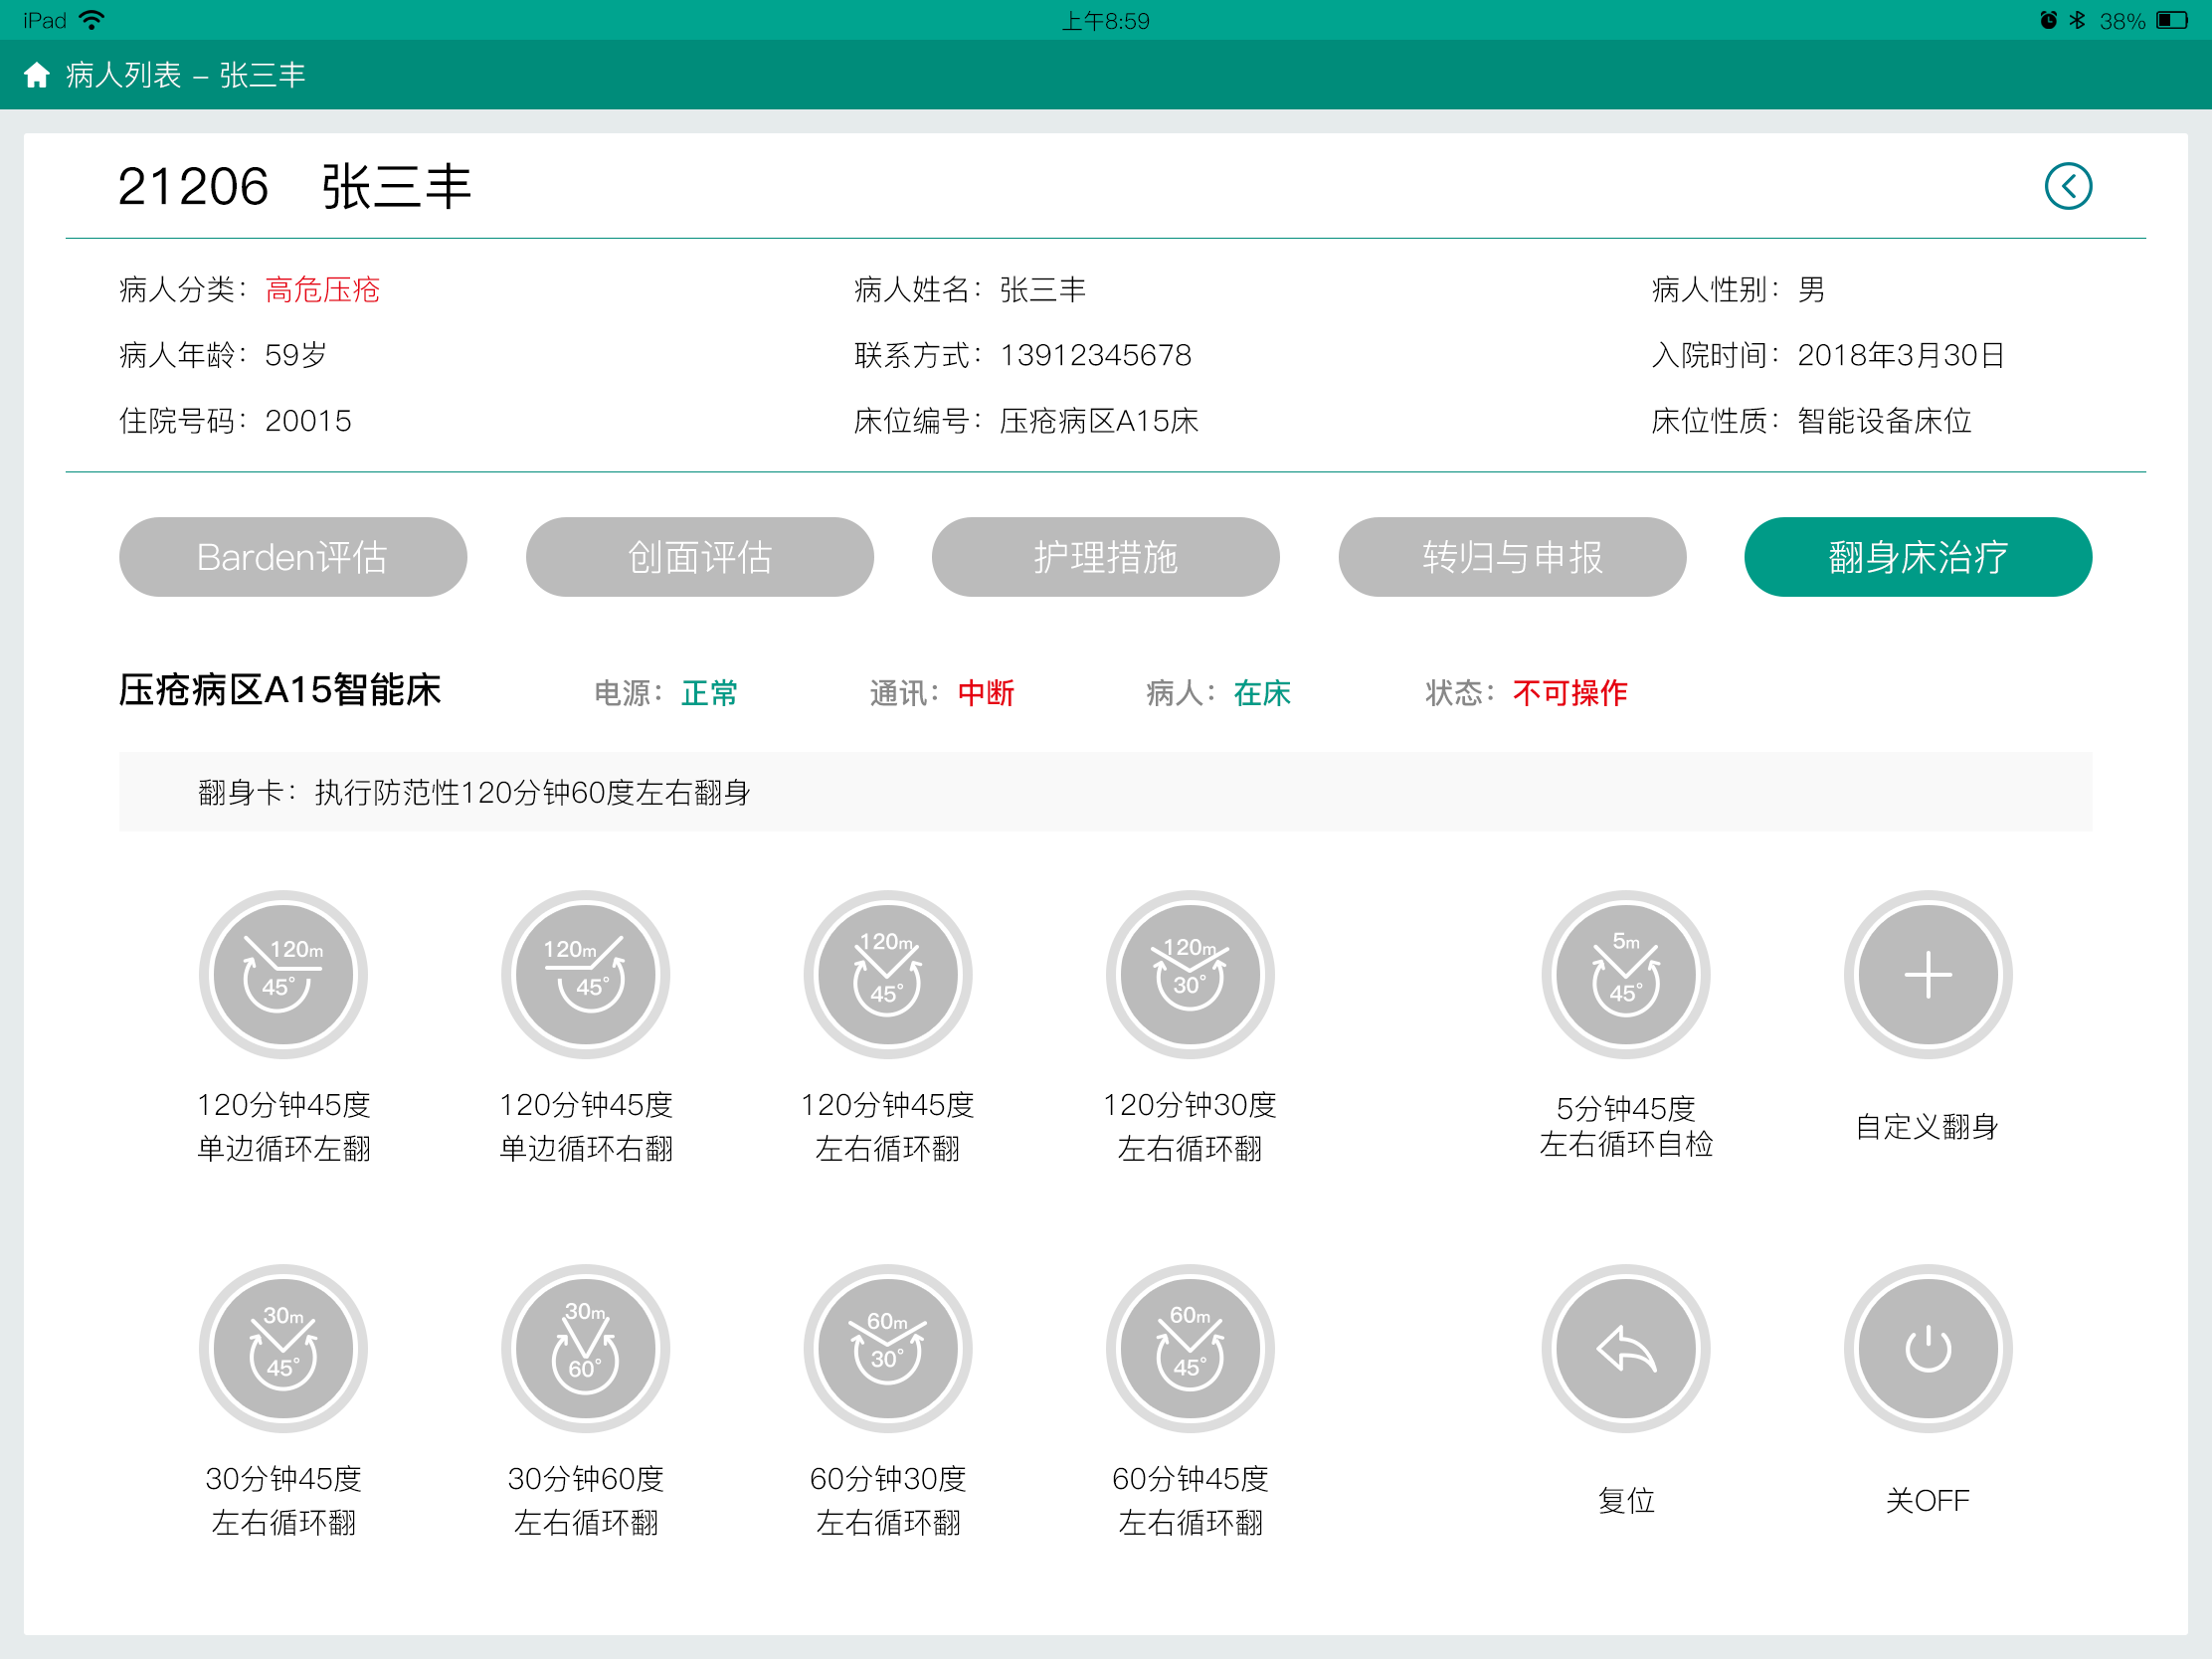 iPad 上午8:59 38%
病人列表 – 张三丰
21206 张三丰
病人分类：高危压疮 病人姓名：张三丰 病人性别：男
病人年龄：59岁 联系方式：13912345678 入院时间：2018年3月30日
住院号码：20015 床位编号：压疮病区A15床 床位性质：智能设备床位
Barden评估 创面评估 护理措施 转归与申报 翻身床治疗
压疮病区A15智能床 电源：正常 通讯：中断 病人：在床 状态：不可操作
翻身卡：执行防范性120分钟60度左右翻身
120m 120m 120m 120m 5m
45° 45° 45° 30° 45°
120分钟45度 120分钟45度 120分钟45度 120分钟30度 5分钟45度
单边循环左翻 单边循环右翻 左右循环翻 左右循环翻 左右循环自检 自定义翻身
30m 30m 60m 60m
45° 60° 30° 45°
30分钟45度 30分钟60度 60分钟30度 60分钟45度
左右循环翻 左右循环翻 左右循环翻 左右循环翻 复位 关OFF